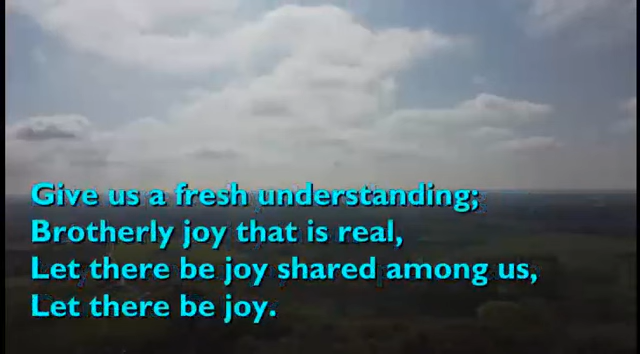 Give us a fresh understanding;
Brotherly joy that is real,
Let there be joy shared among us,
Let there be joy.